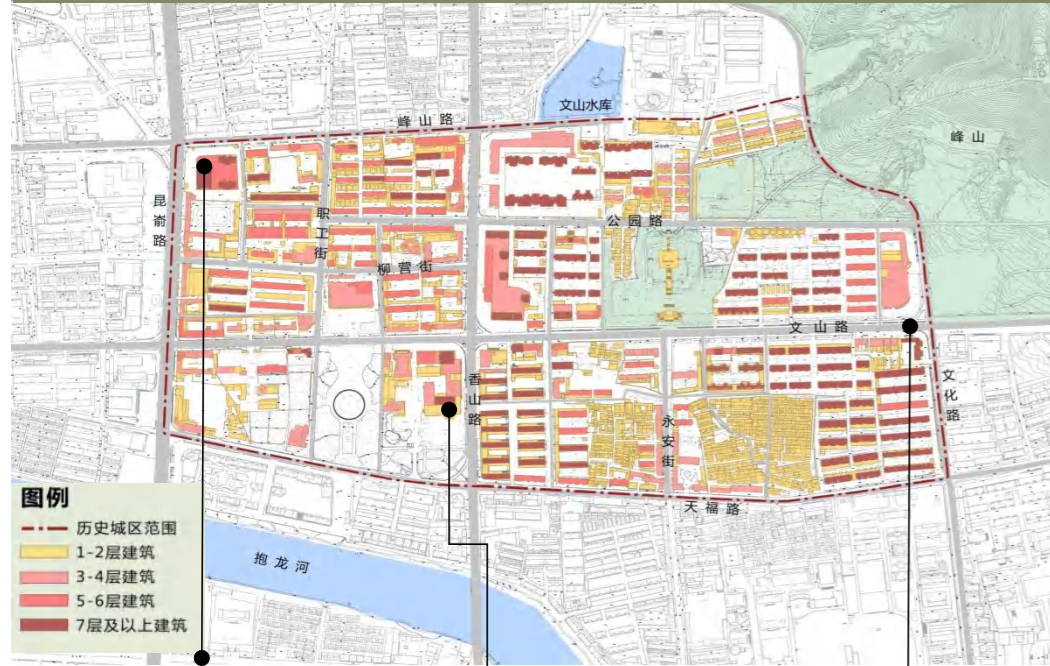 文山水库
峰山路
峰山
昆嵛路
职工街
公园路
柳营街
文山路
香山路
永安街
文化路
天福路
抱龙河
图例
历史城区范围
1-2层建筑
3-4层建筑
5-6层建筑
7层及以上建筑